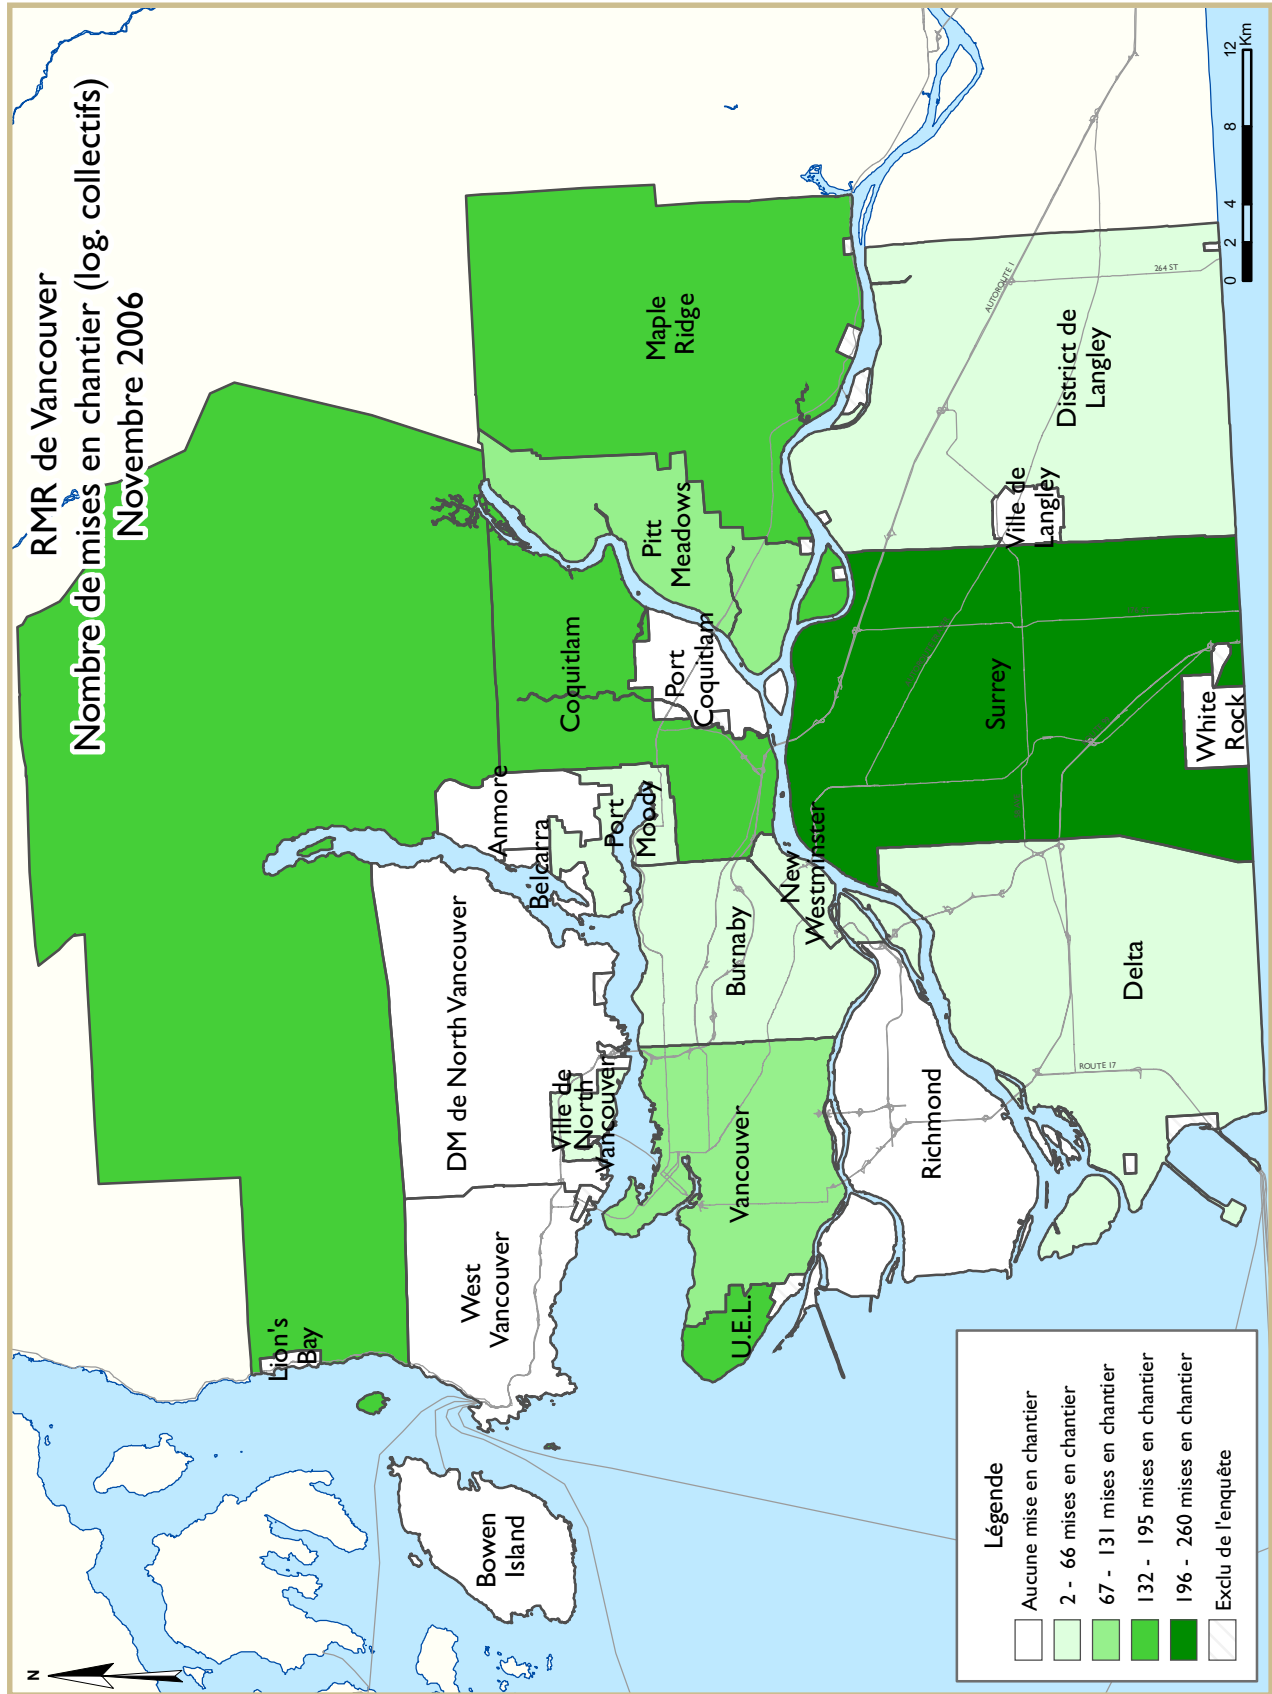 RMR de Vancouver
Nombre de mises en chantier (log. collectifs)
Novembre 2006
N
Lion's
Bay
Bowen
Island
West
Vancouver
DM de North Vancouver
Ville de
North
Vancouver
Anmore
Belcarra
Port
Moody
Coquitlam
Port
Coquitlam
Pitt
Meadows
Maple
Ridge
U.E.L.
Vancouver
Burnaby
New
Westminster
Richmond
Delta
Surrey
White
Rock
Ville de
Langley
District de
Langley
AUTOROUTE 1
264 ST
ROUTE 17
Légende
Aucune mise en chantier
2 - 66 mises en chantier
67 - 131 mises en chantier
132 - 195 mises en chantier
196 - 260 mises en chantier
Exclu de l'enquête
0 2 4 8 12
Km